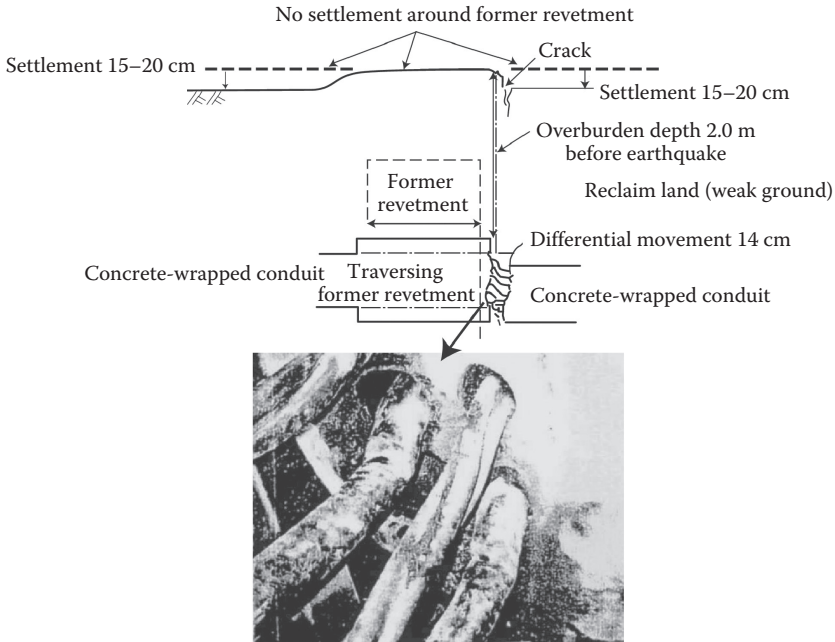 No settlement around former revetment
Settlement 15–20 cm
Crack
Settlement 15–20 cm
Overburden depth 2.0 m
before earthquake
Former
revetment
Reclaim land (weak ground)
Differential movement 14 cm
Concrete-wrapped conduit
Traversing
former revetment
Concrete-wrapped conduit